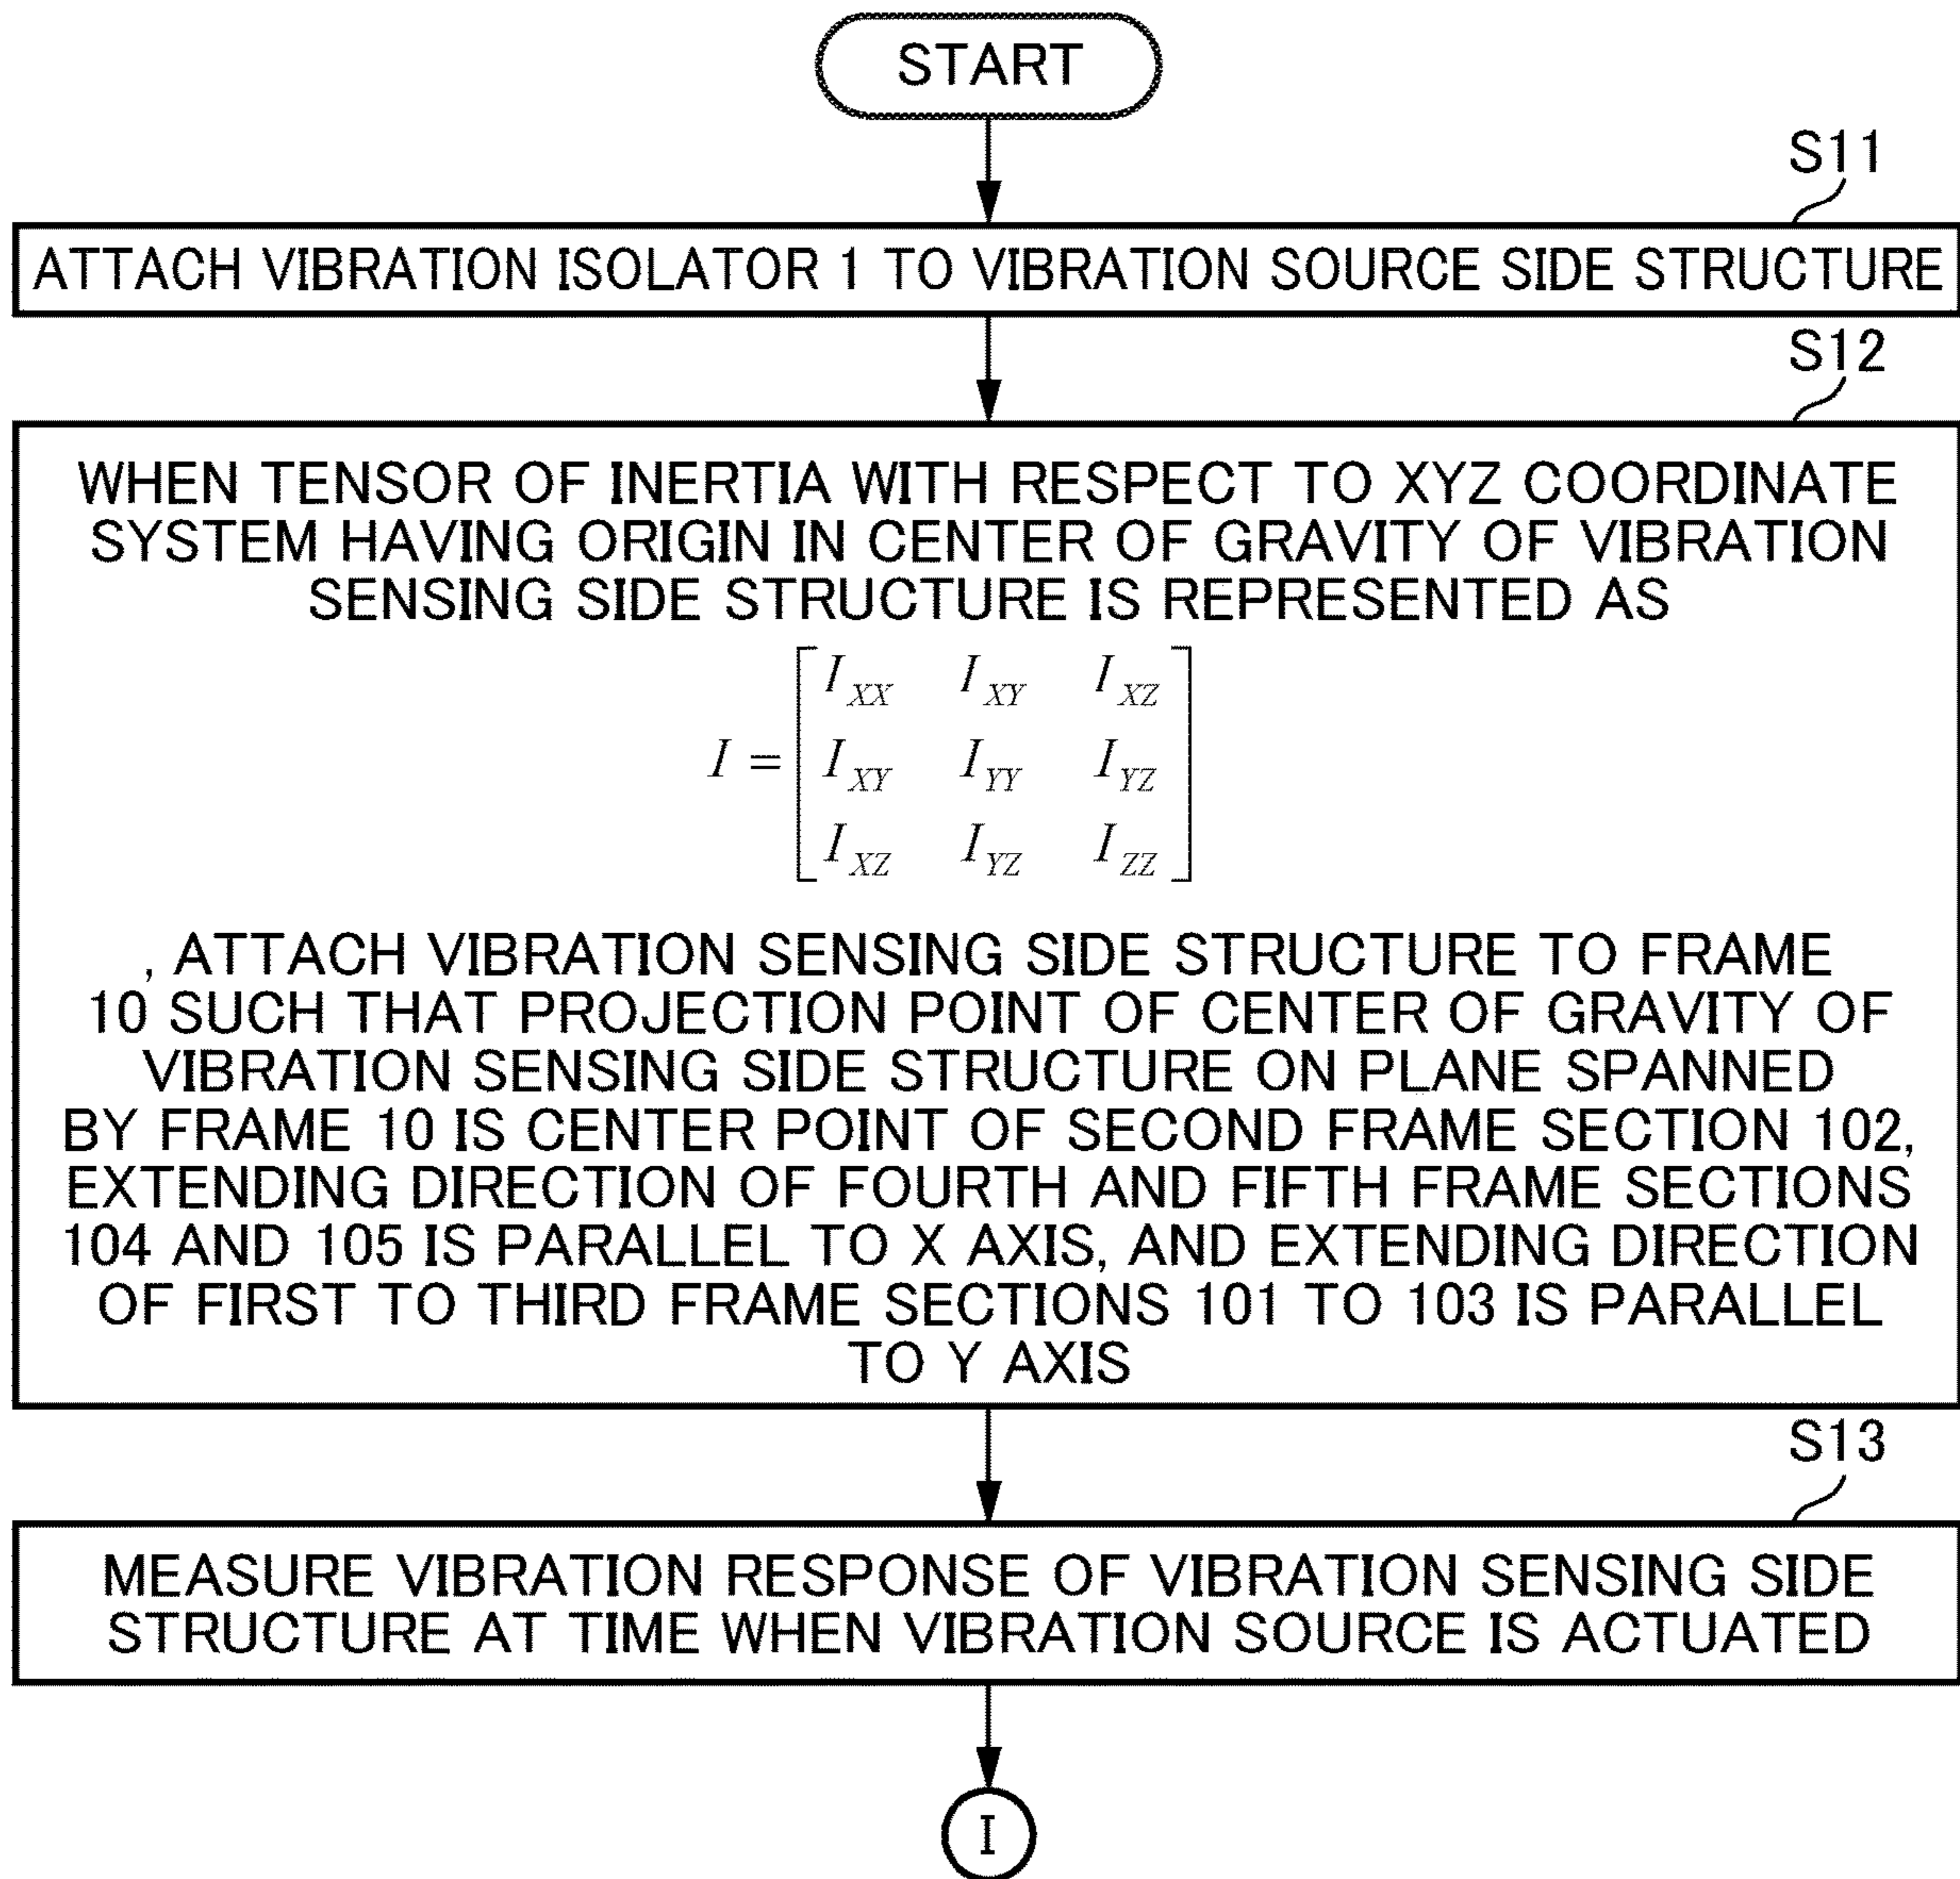 START
S11
ATTACH VIBRATION ISOLATOR 1 TO VIBRATION SOURCE SIDE STRUCTURE
S12
WHEN TENSOR OF INERTIA WITH RESPECT TO XYZ COORDINATE
SYSTEM HAVING ORIGIN IN CENTER OF GRAVITY OF VIBRATION
SENSING SIDE STRUCTURE IS REPRESENTED AS
I_XX I_XY I_XZ
I = I_XY I_YY I_YZ
I_XZ I_YZ I_ZZ
, ATTACH VIBRATION SENSING SIDE STRUCTURE TO FRAME
10 SUCH THAT PROJECTION POINT OF CENTER OF GRAVITY OF
VIBRATION SENSING SIDE STRUCTURE ON PLANE SPANNED
BY FRAME 10 IS CENTER POINT OF SECOND FRAME SECTION 102,
EXTENDING DIRECTION OF FOURTH AND FIFTH FRAME SECTIONS
104 AND 105 IS PARALLEL TO X AXIS, AND EXTENDING DIRECTION
OF FIRST TO THIRD FRAME SECTIONS 101 TO 103 IS PARALLEL
TO Y AXIS
S13
MEASURE VIBRATION RESPONSE OF VIBRATION SENSING SIDE
STRUCTURE AT TIME WHEN VIBRATION SOURCE IS ACTUATED
I